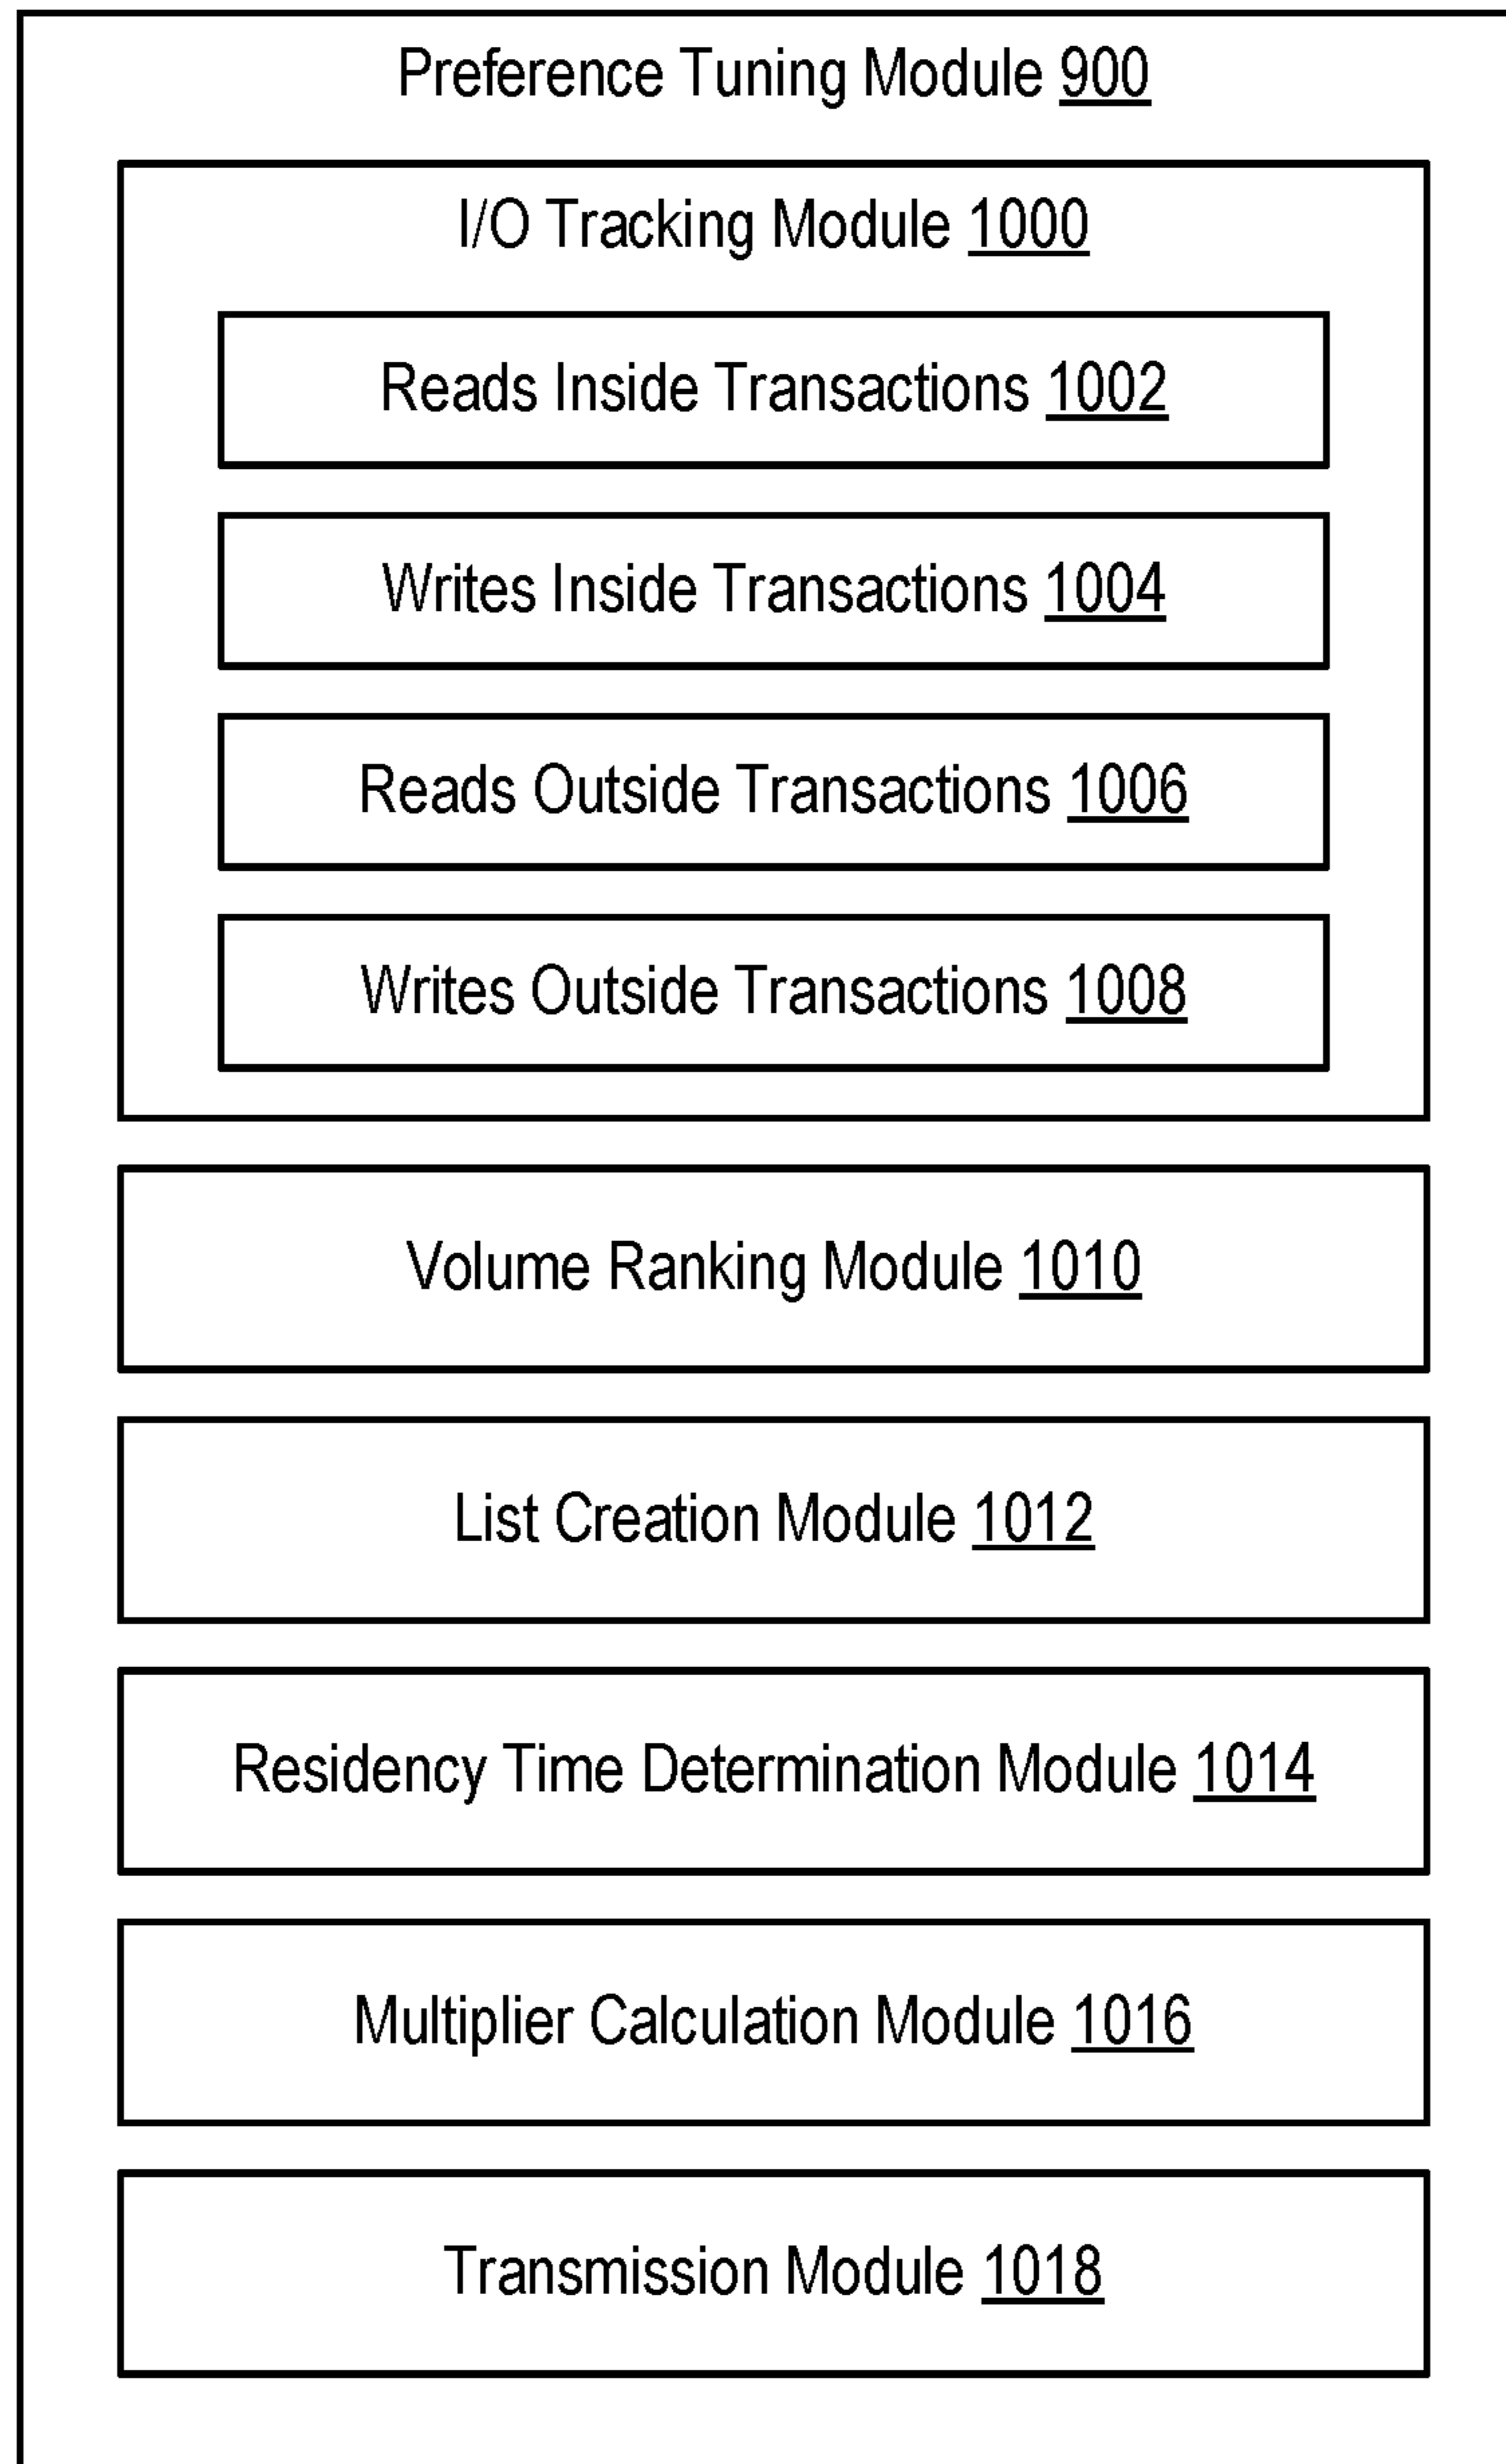 Preference Tuning Module 900
I/O Tracking Module 1000
Reads Inside Transactions 1002
Writes Inside Transactions 1004
Reads Outside Transactions 1006
Writes Outside Transactions 1008
Volume Ranking Module 1010
List Creation Module 1012
Residency Time Determination Module 1014
Multiplier Calculation Module 1016
Transmission Module 1018